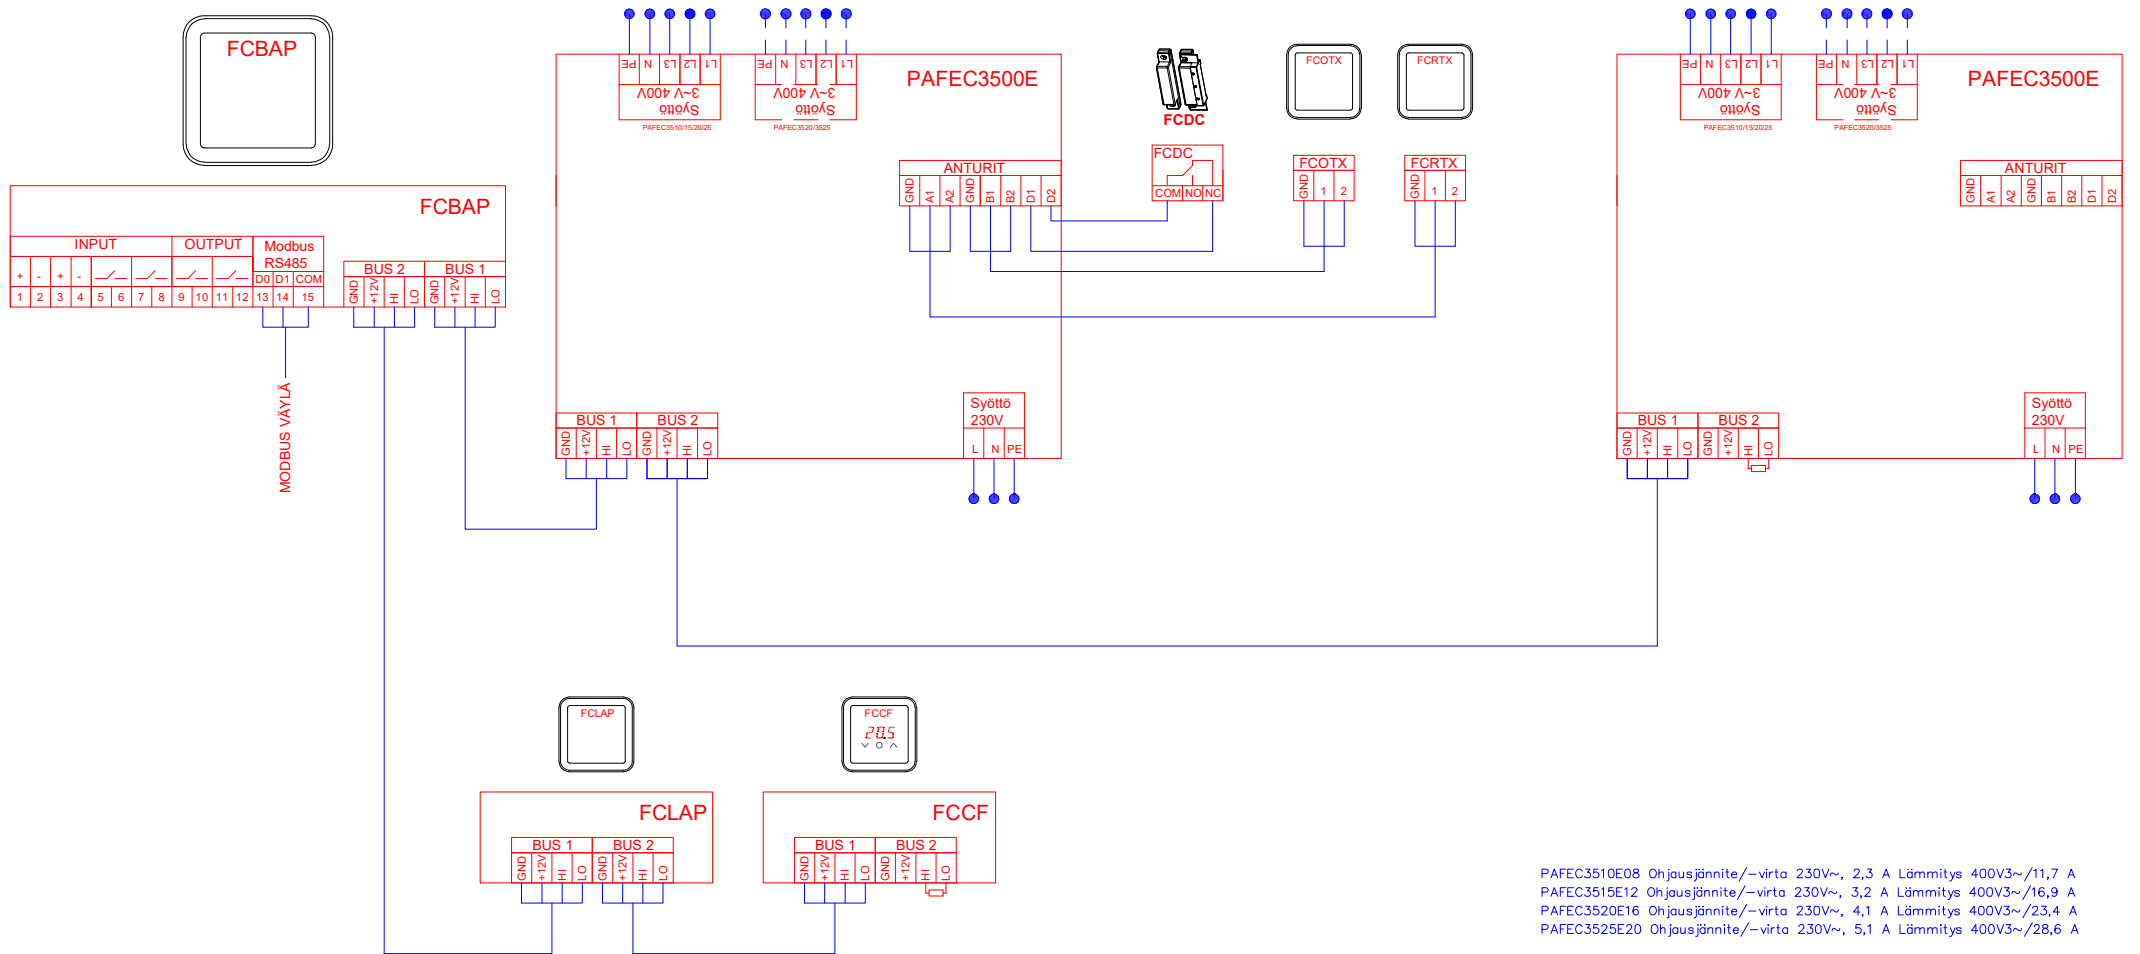 FCBAP
FCBAP
INPUT OUTPUT Modbus RS485
+ - + - D0 D1 COM
1 2 3 4 5 6 7 8 9 10 11 12 13 14 15
BUS 2 BUS 1
GND +12V HI LO GND +12V HI LO
MODBUS VÄYLÄ
PE N L3 L2 L1 PE N L3 L2 L1
3~V 400V 3~V 400V
Syöttö Syöttö
PAFEC3510/15/20/25 PAFEC3520/3525
PAFEC3500E
ANTURIT
GND A1 A2 GND B1 B2 D1 D2
BUS 1 BUS 2
GND +12V HI LO GND +12V HI LO
Syöttö
230V
L N PE
FCDC
FCDC
COM NO NC
FCOTX
FCOTX
GND 1 2
FCRTX
FCRTX
GND 1 2
PE N L3 L2 L1 PE N L3 L2 L1
3~V 400V 3~V 400V
Syöttö Syöttö
PAFEC3510/15/20/25 PAFEC3520/3525
PAFEC3500E
ANTURIT
GND A1 A2 GND B1 B2 D1 D2
BUS 1 BUS 2
GND +12V HI LO GND +12V HI LO
Syöttö
230V
L N PE
FCLAP
FCLAP
BUS 1 BUS 2
GND +12V HI LO GND +12V HI LO
FCCF
20.5
FCCF
BUS 1 BUS 2
GND +12V HI LO GND +12V HI LO
PAFEC3510E08 Ohjausjännite/-virta 230V~, 2,3 A Lämmitys 400V3~/11,7 A
PAFEC3515E12 Ohjausjännite/-virta 230V~, 3,2 A Lämmitys 400V3~/16,9 A
PAFEC3520E16 Ohjausjännite/-virta 230V~, 4,1 A Lämmitys 400V3~/23,4 A
PAFEC3525E20 Ohjausjännite/-virta 230V~, 5,1 A Lämmitys 400V3~/28,6 A